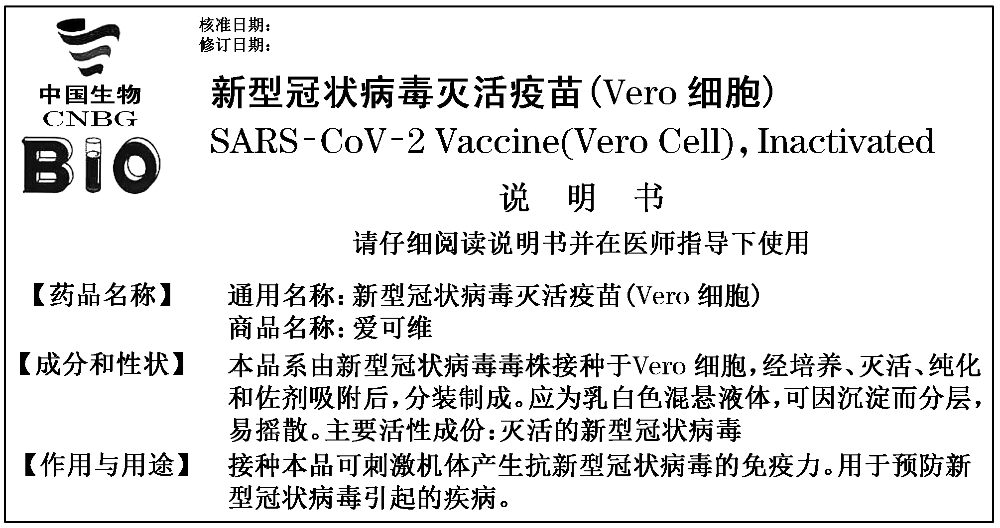 核准日期：
修订日期：
中国生物
CNBG
BIO
新型冠状病毒灭活疫苗(Vero 细胞)
SARS-CoV-2 Vaccine(Vero Cell), Inactivated
说 明 书
请仔细阅读说明书并在医师指导下使用
【药品名称】 通用名称：新型冠状病毒灭活疫苗(Vero 细胞)
商品名称：爱可维
【成分和性状】 本品系由新型冠状病毒毒株接种于Vero 细胞，经培养、灭活、纯化
和佐剂吸附后，分装制成。应为乳白色混悬液体，可因沉淀而分层，
易摇散。主要活性成份：灭活的新型冠状病毒
【作用与用途】 接种本品可刺激机体产生抗新型冠状病毒的免疫力。用于预防新
型冠状病毒引起的疾病。